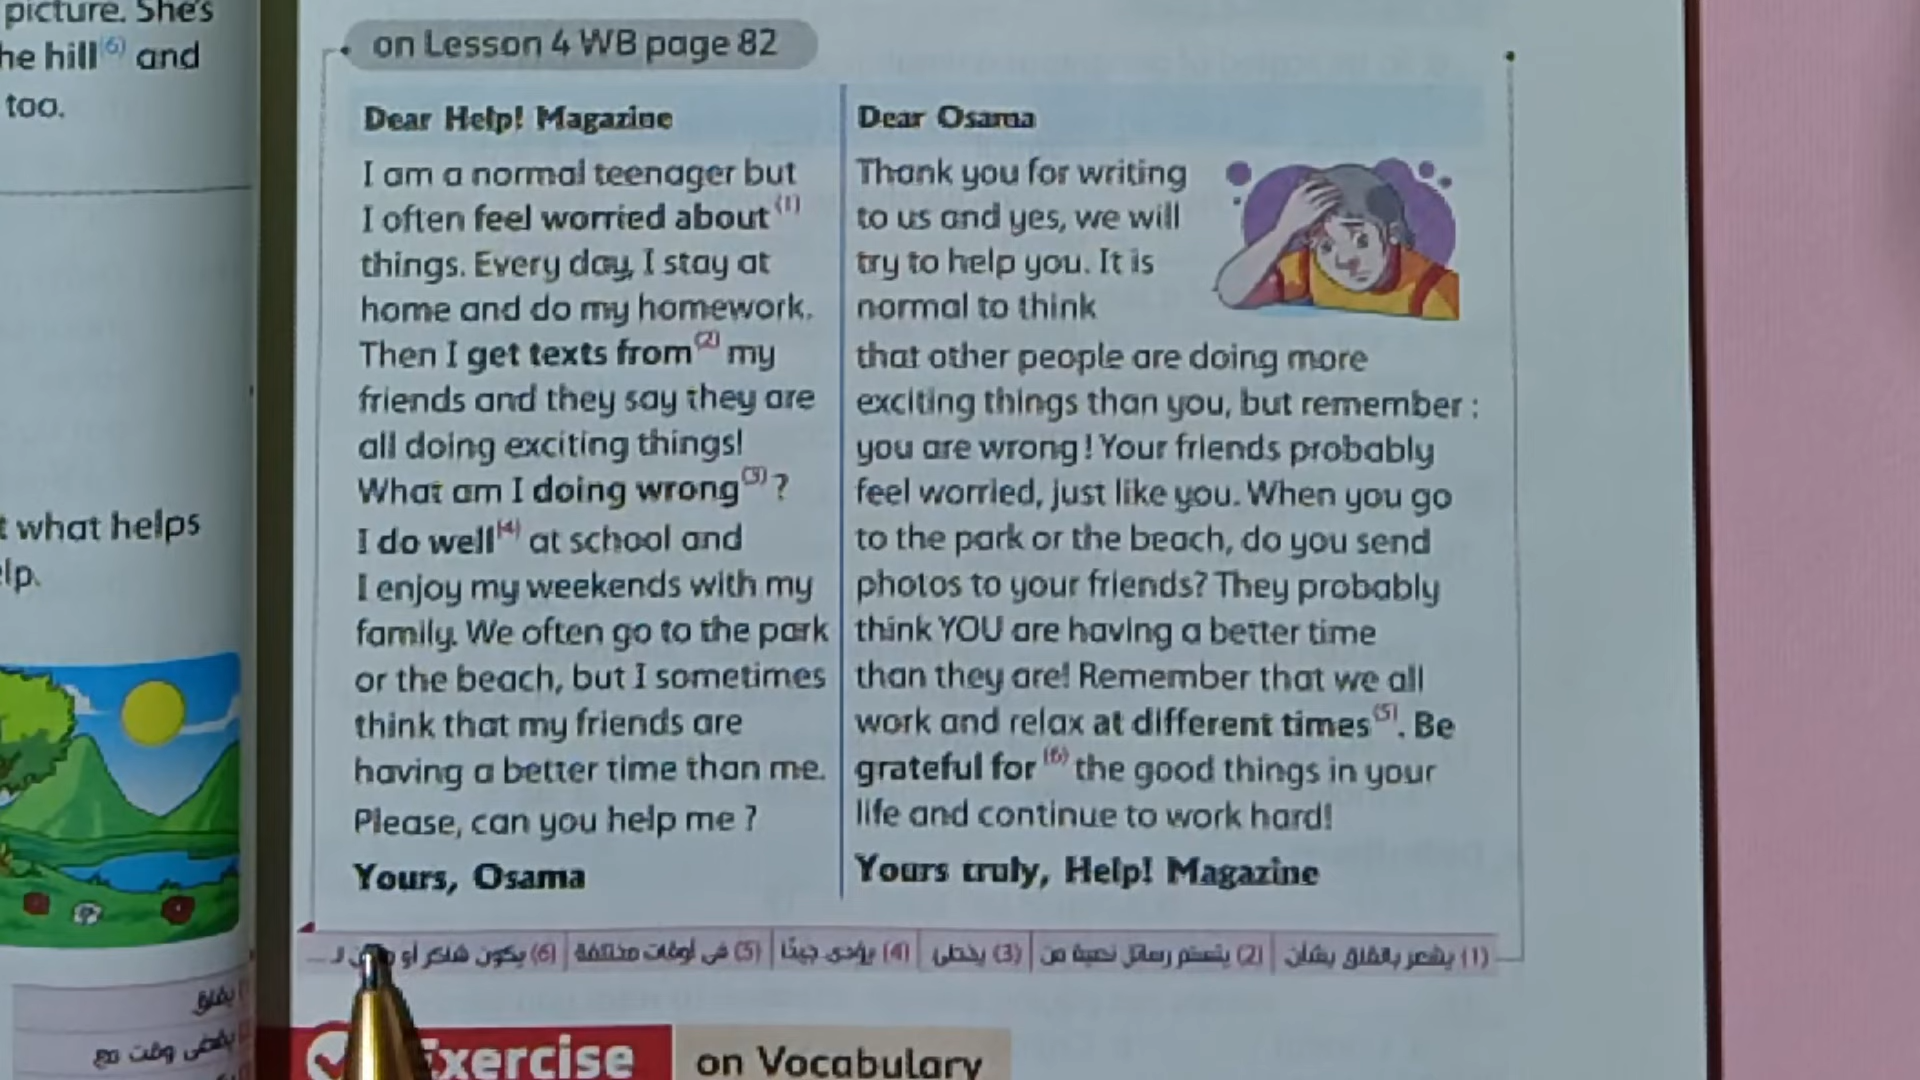 picture. She's
he hill(6) and
too.
t what helps
elp.
يقلق
يقضى وقت مع
on Lesson 4 WB page 82
Dear Help! Magazine
I am a normal teenager but
I often feel worried about(1)
things. Every day, I stay at
home and do my homework.
Then I get texts from(2) my
friends and they say they are
all doing exciting things!
What am I doing wrong(3)?
I do well(4) at school and
I enjoy my weekends with my
family. We often go to the park
or the beach, but I sometimes
think that my friends are
having a better time than me.
Please, can you help me ?
Yours, Osama
Dear Osama
Thank you for writing
to us and yes, we will
try to help you. It is
normal to think
that other people are doing more
exciting things than you, but remember :
you are wrong! Your friends probably
feel worried, just like you. When you go
to the park or the beach, do you send
photos to your friends? They probably
think YOU are having a better time
than they are! Remember that we all
work and relax at different times(5). Be
grateful for(6) the good things in your
life and continue to work hard!
Yours truly, Help! Magazine
(1) يشعر بالقلق بشأن (2) يتسلم رسائل نصية من (3) يخطئ (4) يؤدى جيدًا (5) فى أوقات مختلفة (6) يكون شاكر أو لـ ...
Exercise on Vocabulary